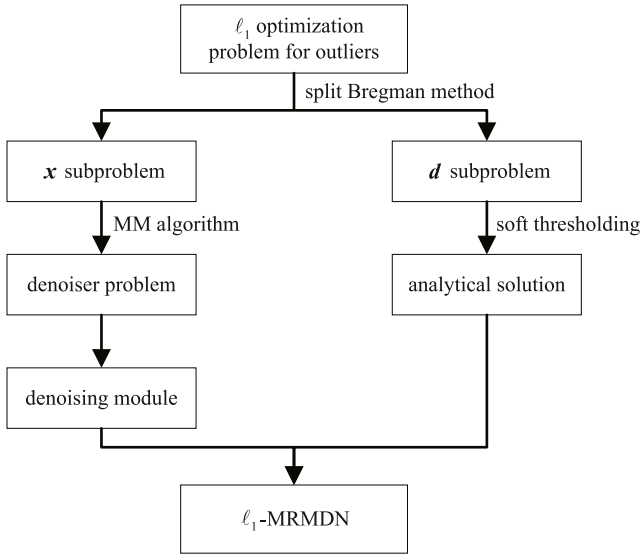 ℓ₁ optimization
problem for outliers
split Bregman method
x subproblem
d subproblem
MM algorithm
soft thresholding
denoiser problem
analytical solution
denoising module
ℓ₁-MRMDN